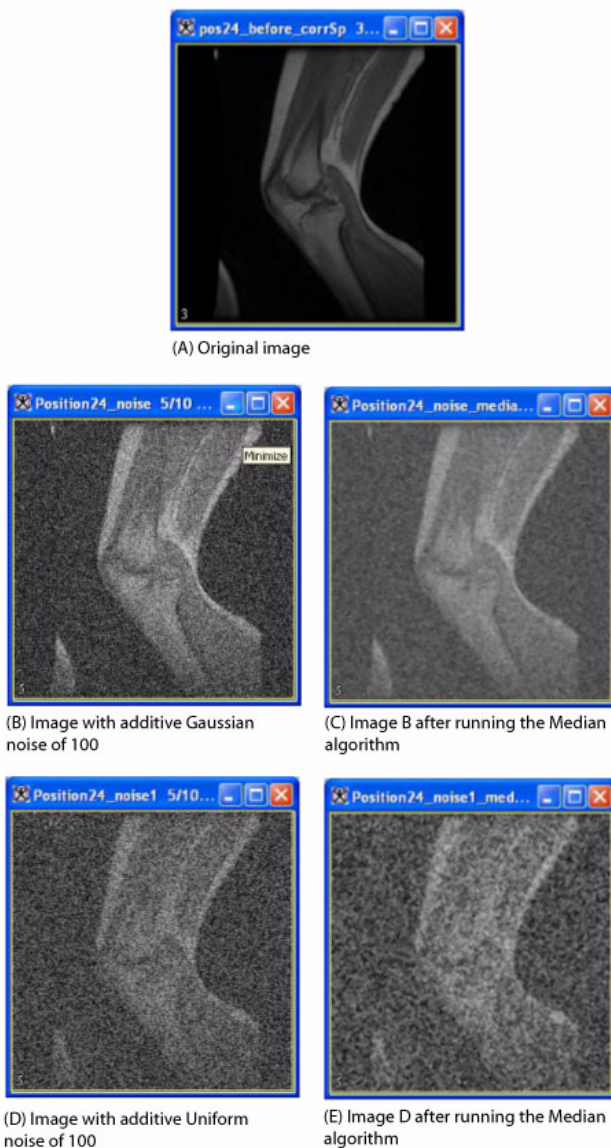 pos24_before_corrSp 3...
3
(A) Original image
Position24_noise 5/10 ...
Position24_noise_media...
Minimize
5
5
(B) Image with additive Gaussian
noise of 100
(C) Image B after running the Median
algorithm
Position24_noise1 5/10...
Position24_noise1_med...
5
(D) Image with additive Uniform
noise of 100
(E) Image D after running the Median
algorithm